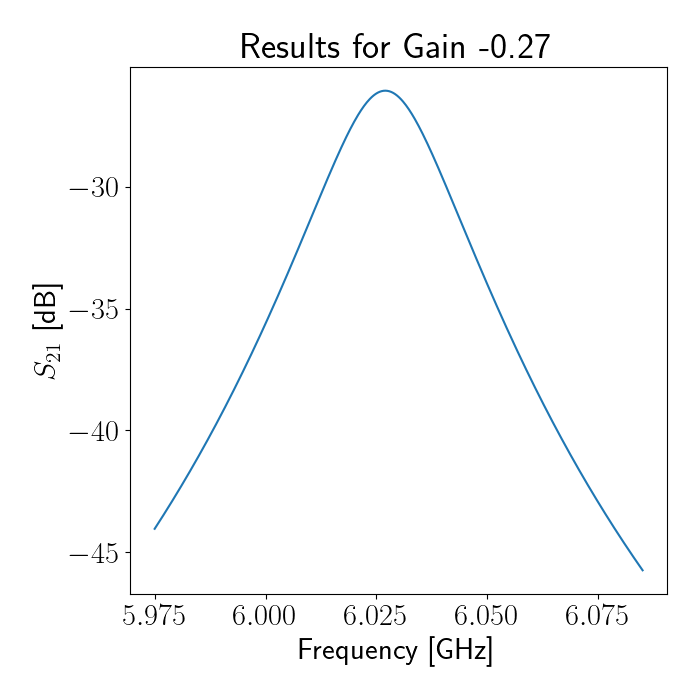 Results for Gain -0.27
S21 [dB]
−30
−35
−40
−45
5.975 6.000 6.025 6.050 6.075
Frequency [GHz]